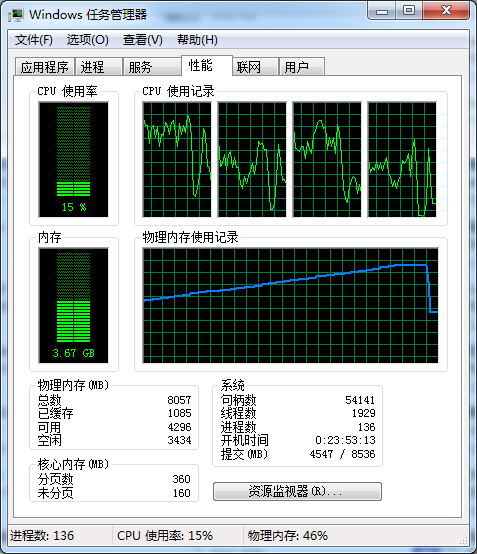 Windows 任务管理器
文件(F) 选项(O) 查看(V) 帮助(H)
应用程序 进程 服务 性能 联网 用户
CPU 使用率 CPU 使用记录
15 %
内存 物理内存使用记录
3.67 GB
物理内存(MB)
总数 8057
已缓存 1085
可用 4296
空闲 3434
系统
句柄数 54141
线程数 1929
进程数 136
开机时间 0:23:53:13
提交(MB) 4547 / 8536
核心内存(MB)
分页数 360
未分页 160
资源监视器(R)...
进程数: 136 CPU 使用率: 15% 物理内存: 46%